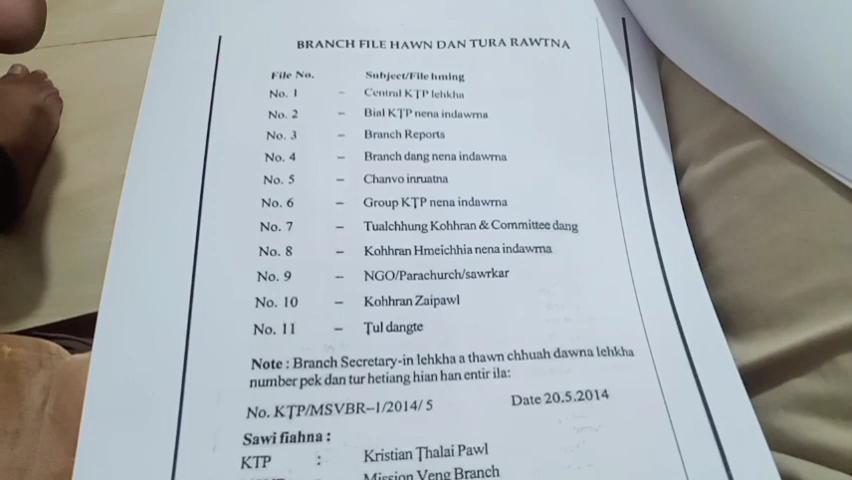 BRANCH FILE HAWN DAN TURA RAWTNA
File No. Subject/File hming
No. 1 – Central KṬP lehkha
No. 2 – Bial KṬP nena indawrna
No. 3 – Branch Reports
No. 4 – Branch dang nena indawrna
No. 5 – Chanvo inruatna
No. 6 – Group KṬP nena indawrna
No. 7 – Tualchhung Kohhran & Committee dang
No. 8 – Kohhran Hmeichhia nena indawrna
No. 9 – NGO/Parachurch/sawrkar
No. 10 – Kohhran Zaipawl
No. 11 – Ṭul dangte
Note : Branch Secretary-in lehkha a thawn chhuah dawna lehkha
number pek dan tur hetiang hian han entir ila:
No. KṬP/MSVBR–1/2014/ 5 Date 20.5.2014
Sawi fiahna :
KTP : Kristian Ṭhalai Pawl
Mission Veng Branch